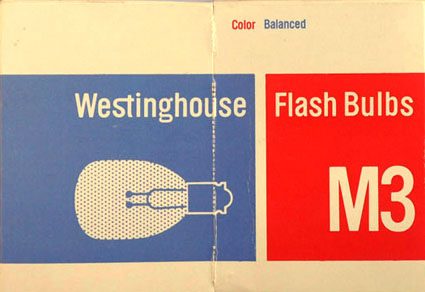 Color Balanced
Westinghouse Flash Bulbs
M3